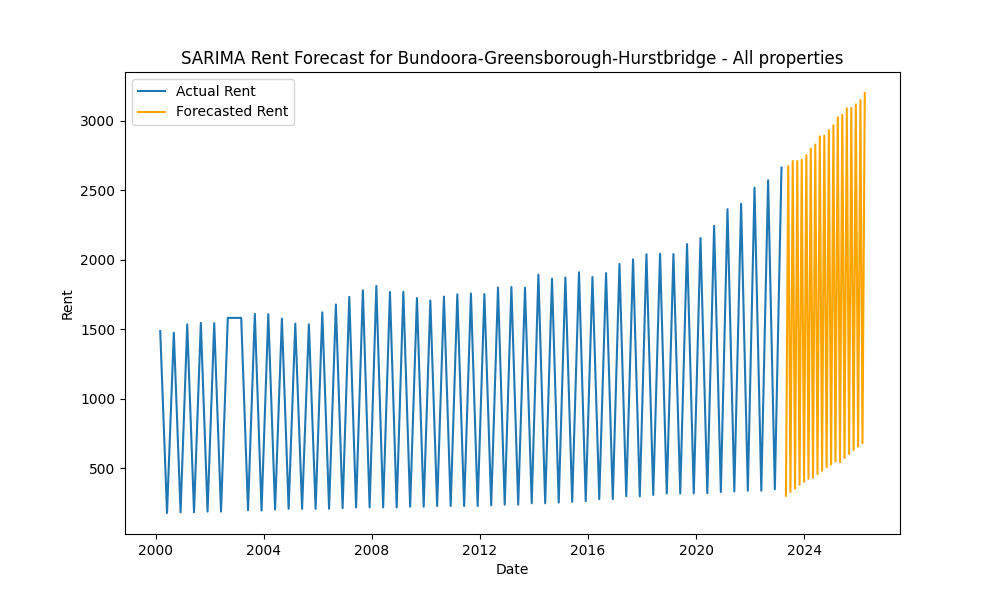 SARIMA Rent Forecast for Bundoora-Greensborough-Hurstbridge - All properties
Actual Rent
Forecasted Rent
3000
2500
2000
1500
1000
500
Rent
2000 2004 2008 2012 2016 2020 2024
Date